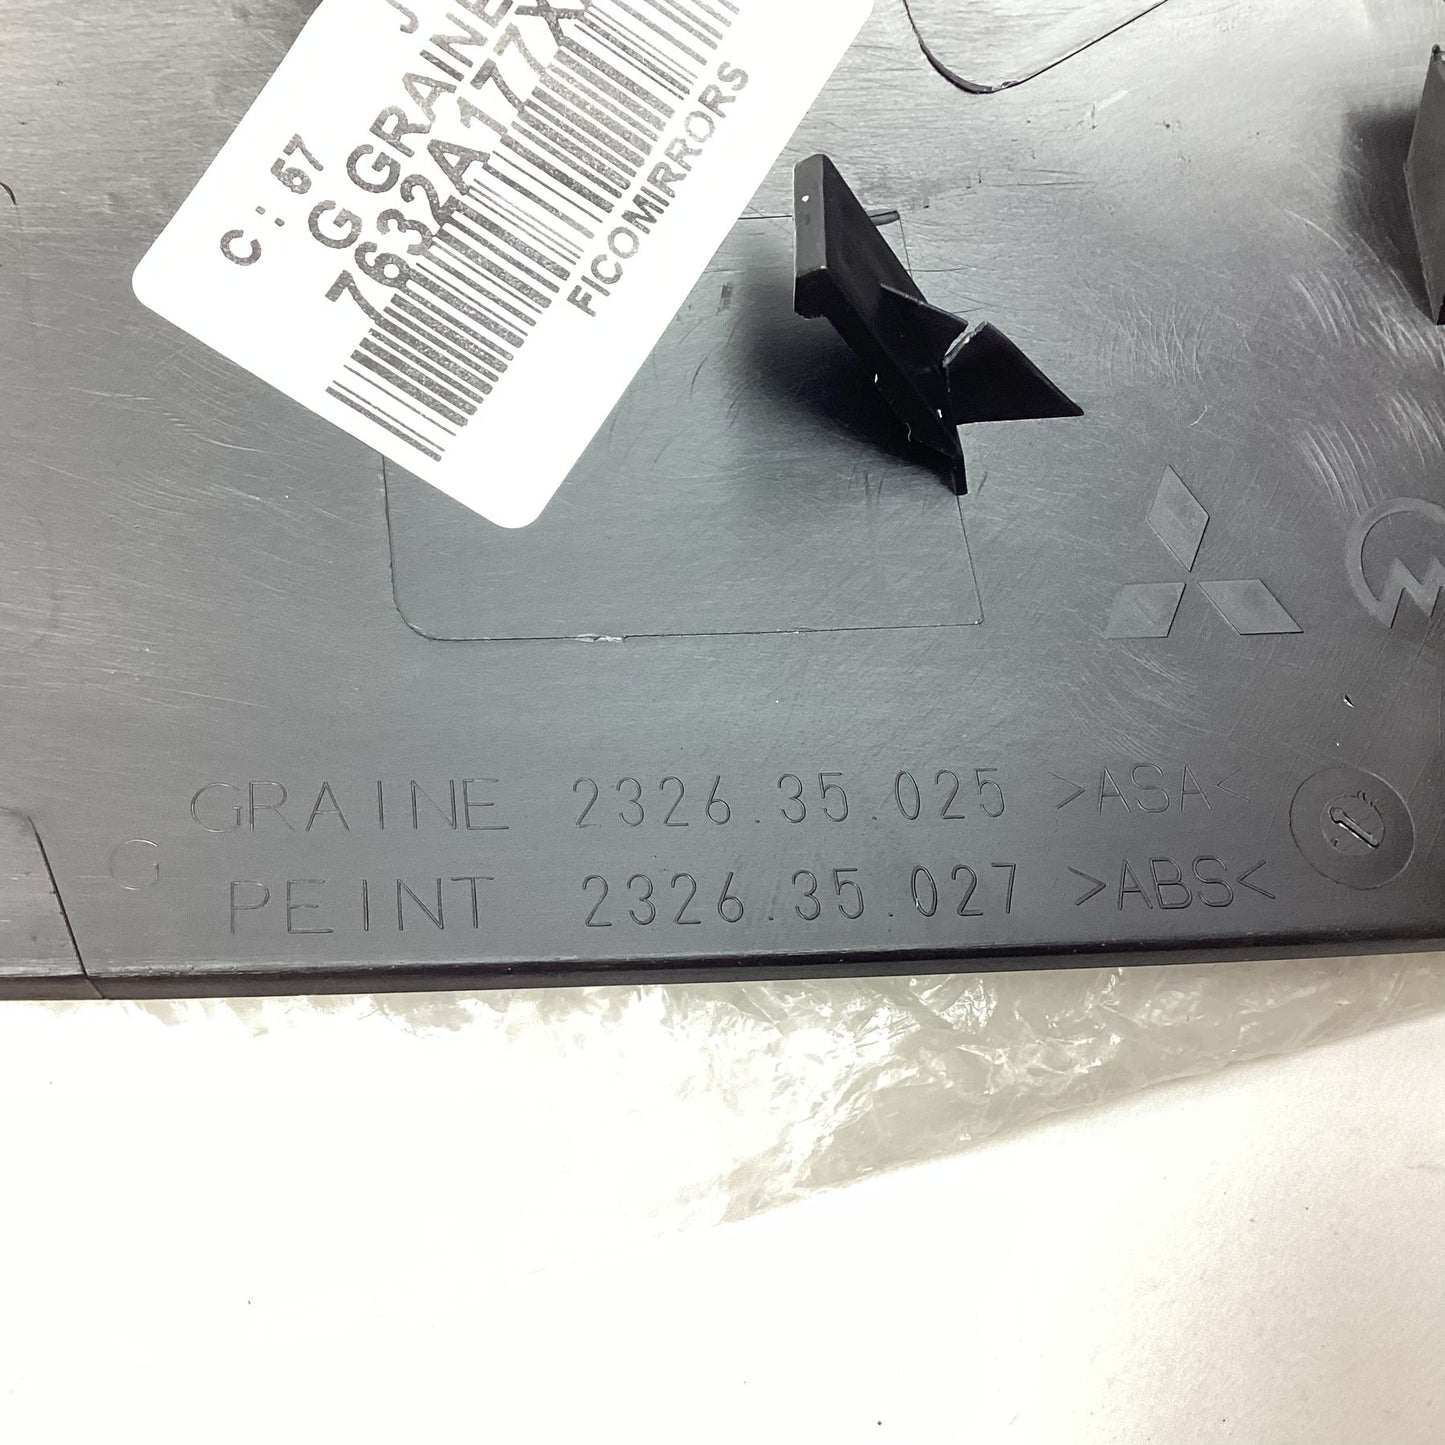 C : 57
G GRAINE
7632A177X
FICOMIRRORS
GRAINE 2326.35.025 >ASA<
G
PEINT 2326.35.027 >ABS<